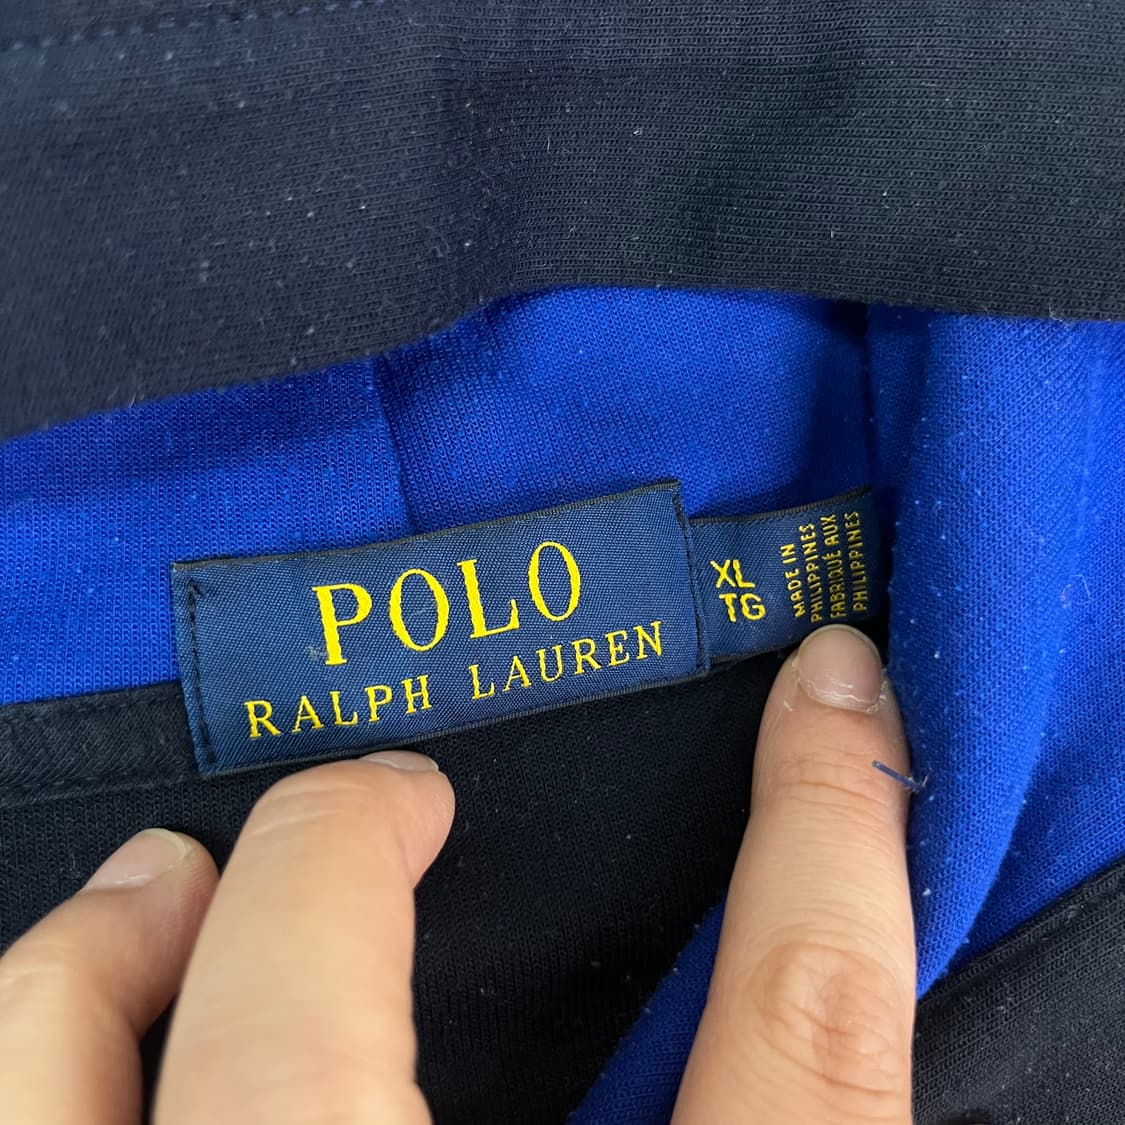 POLO
RALPH LAUREN
XL
TG
MADE IN
PHILIPPINES
FABRIQUÉ AUX
PHILIPPINES